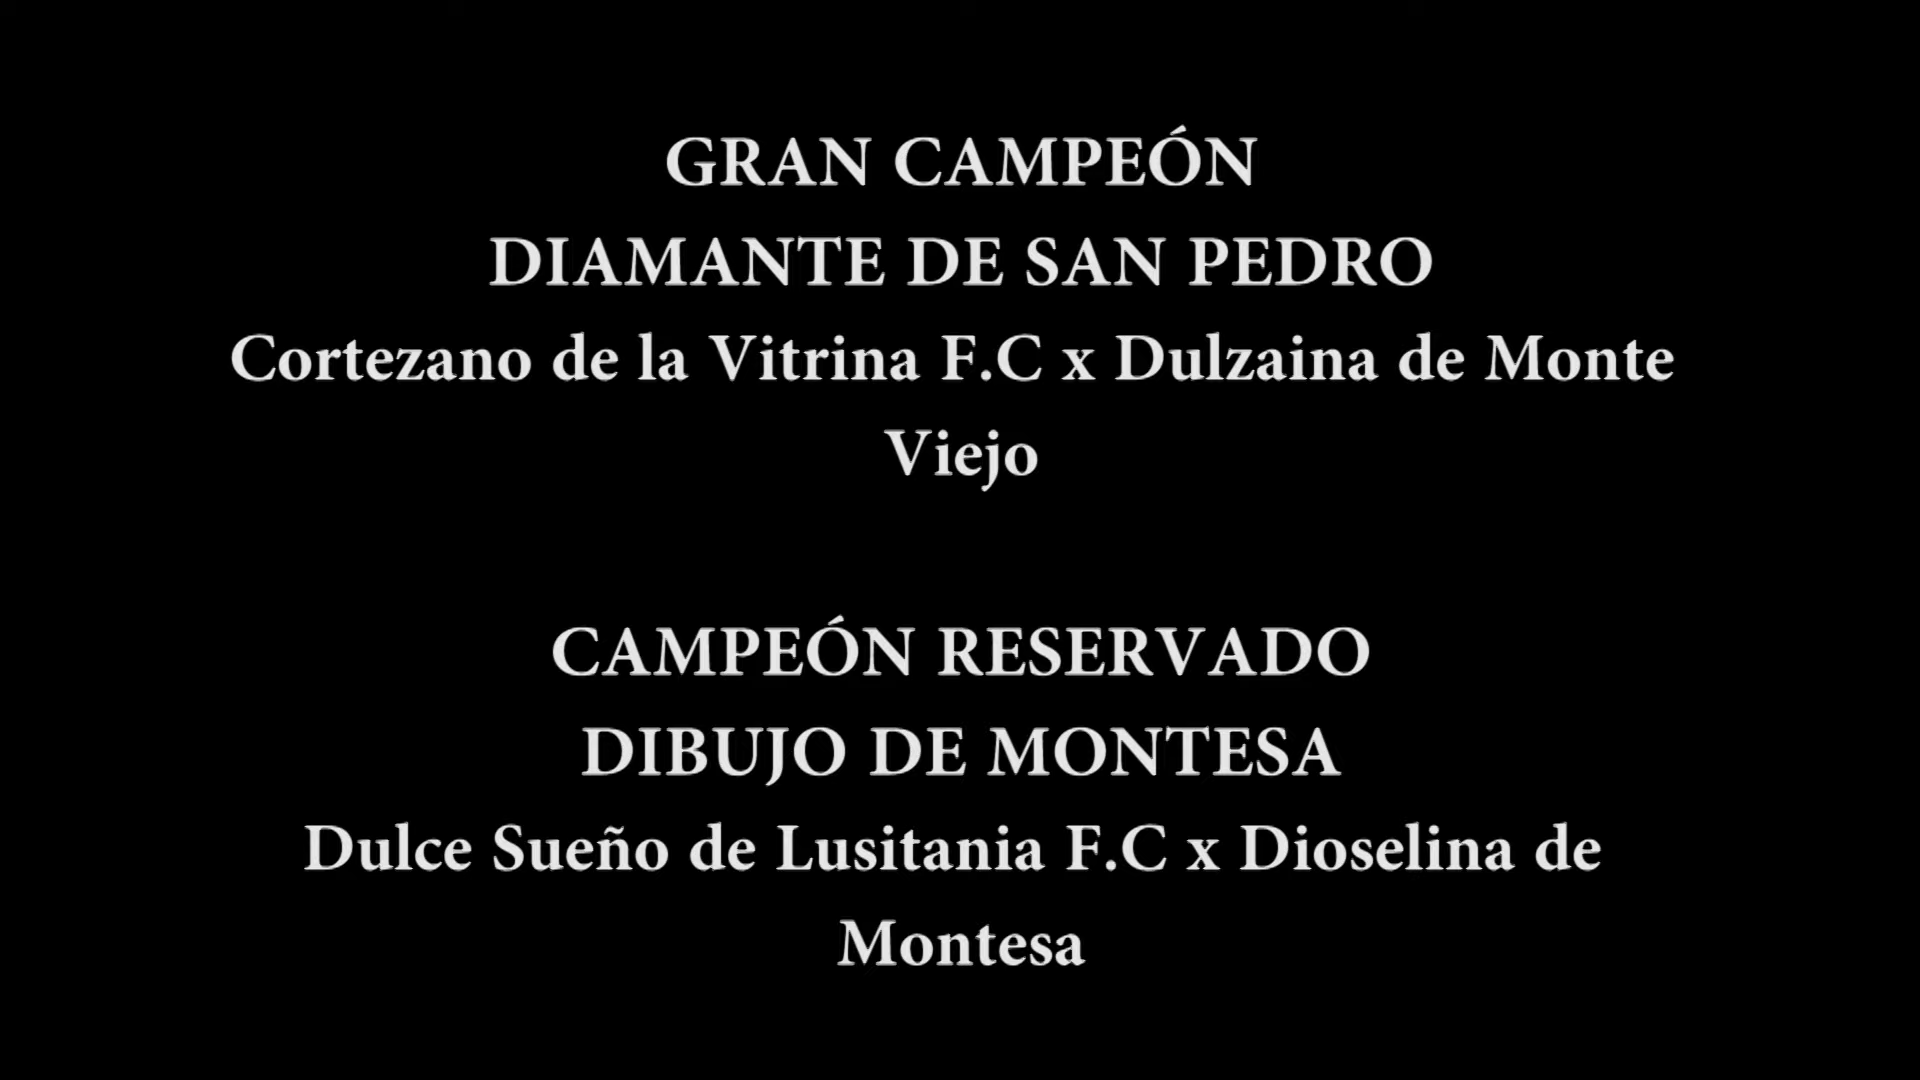 GRAN CAMPEÓN
DIAMANTE DE SAN PEDRO
Cortezano de la Vitrina F.C x Dulzaina de Monte
Viejo
CAMPEÓN RESERVADO
DIBUJO DE MONTESA
Dulce Sueño de Lusitania F.C x Dioselina de
Montesa